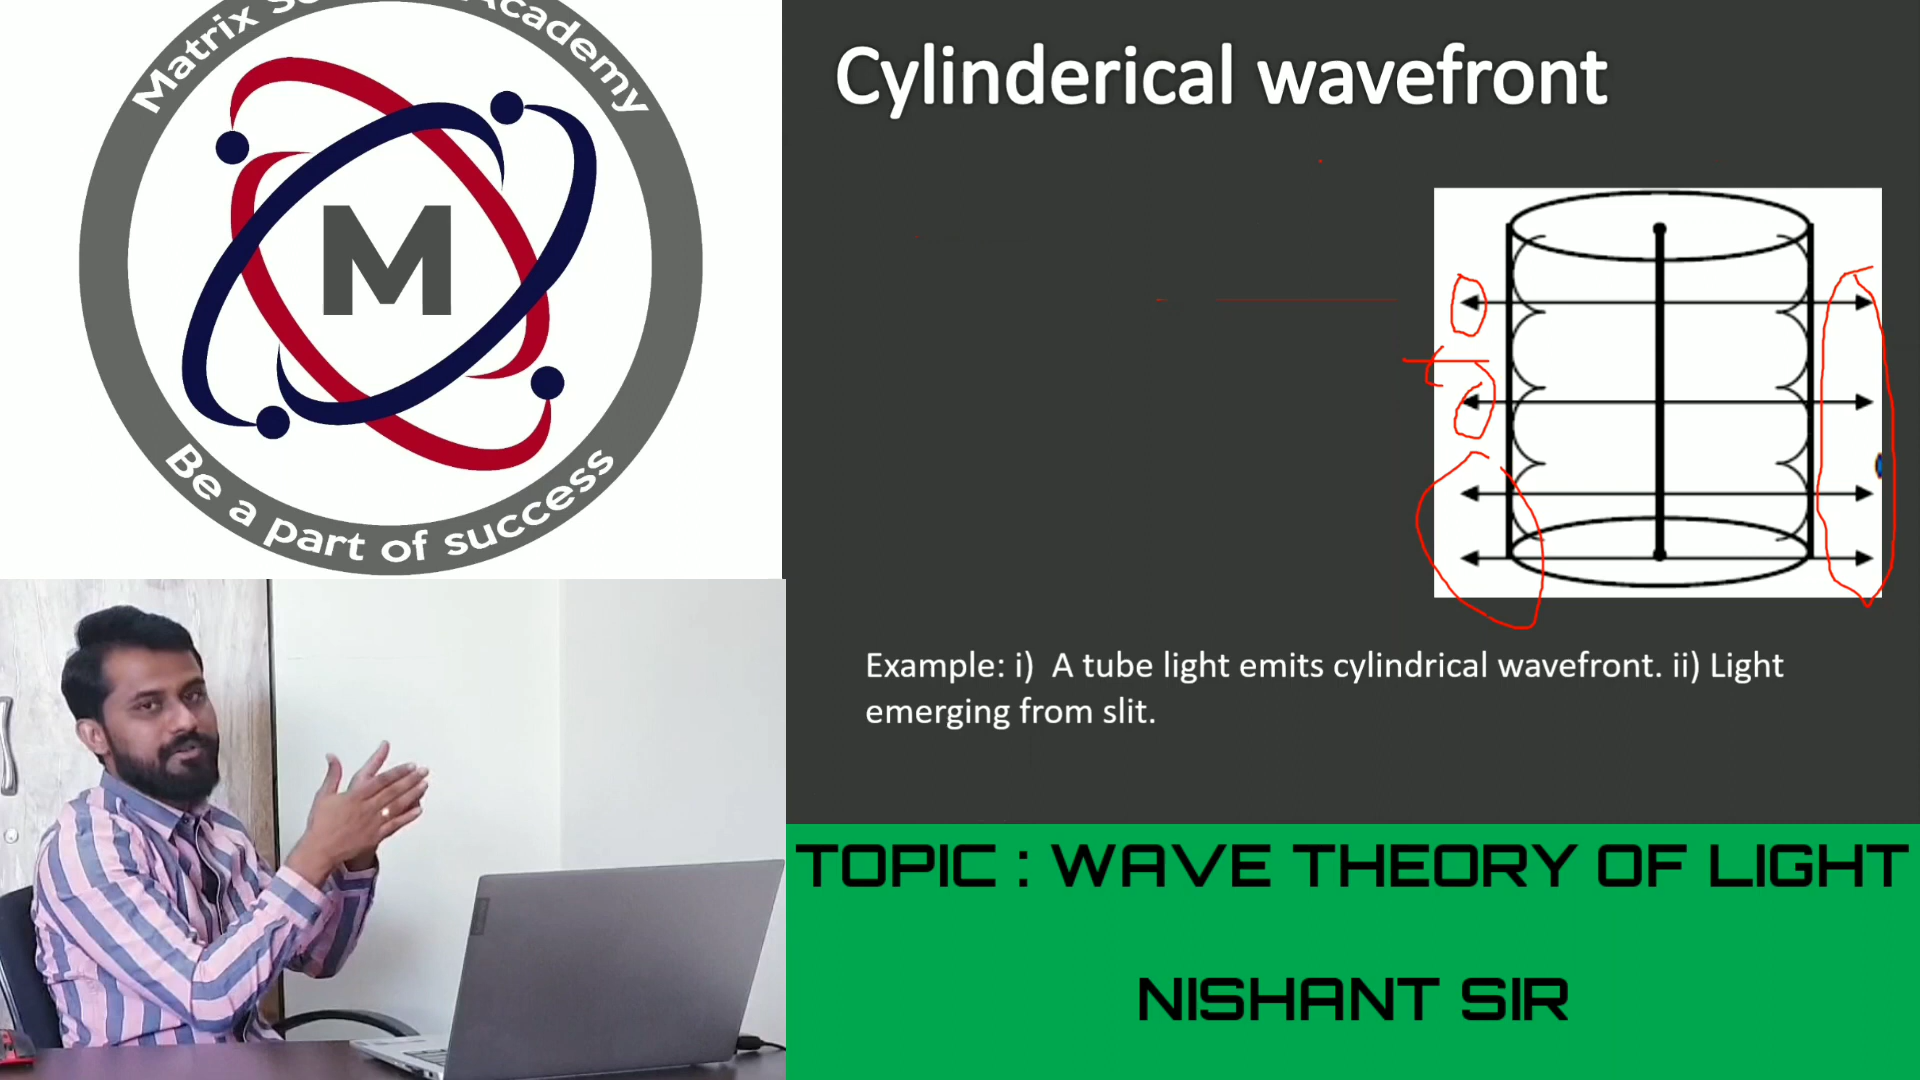 Matrix
Academy
M
Be a part of success
Cylinderical wavefront
Example: i)  A tube light emits cylindrical wavefront. ii) Light
emerging from slit.
TOPIC : WAVE THEORY OF LIGHT
NISHANT SIR